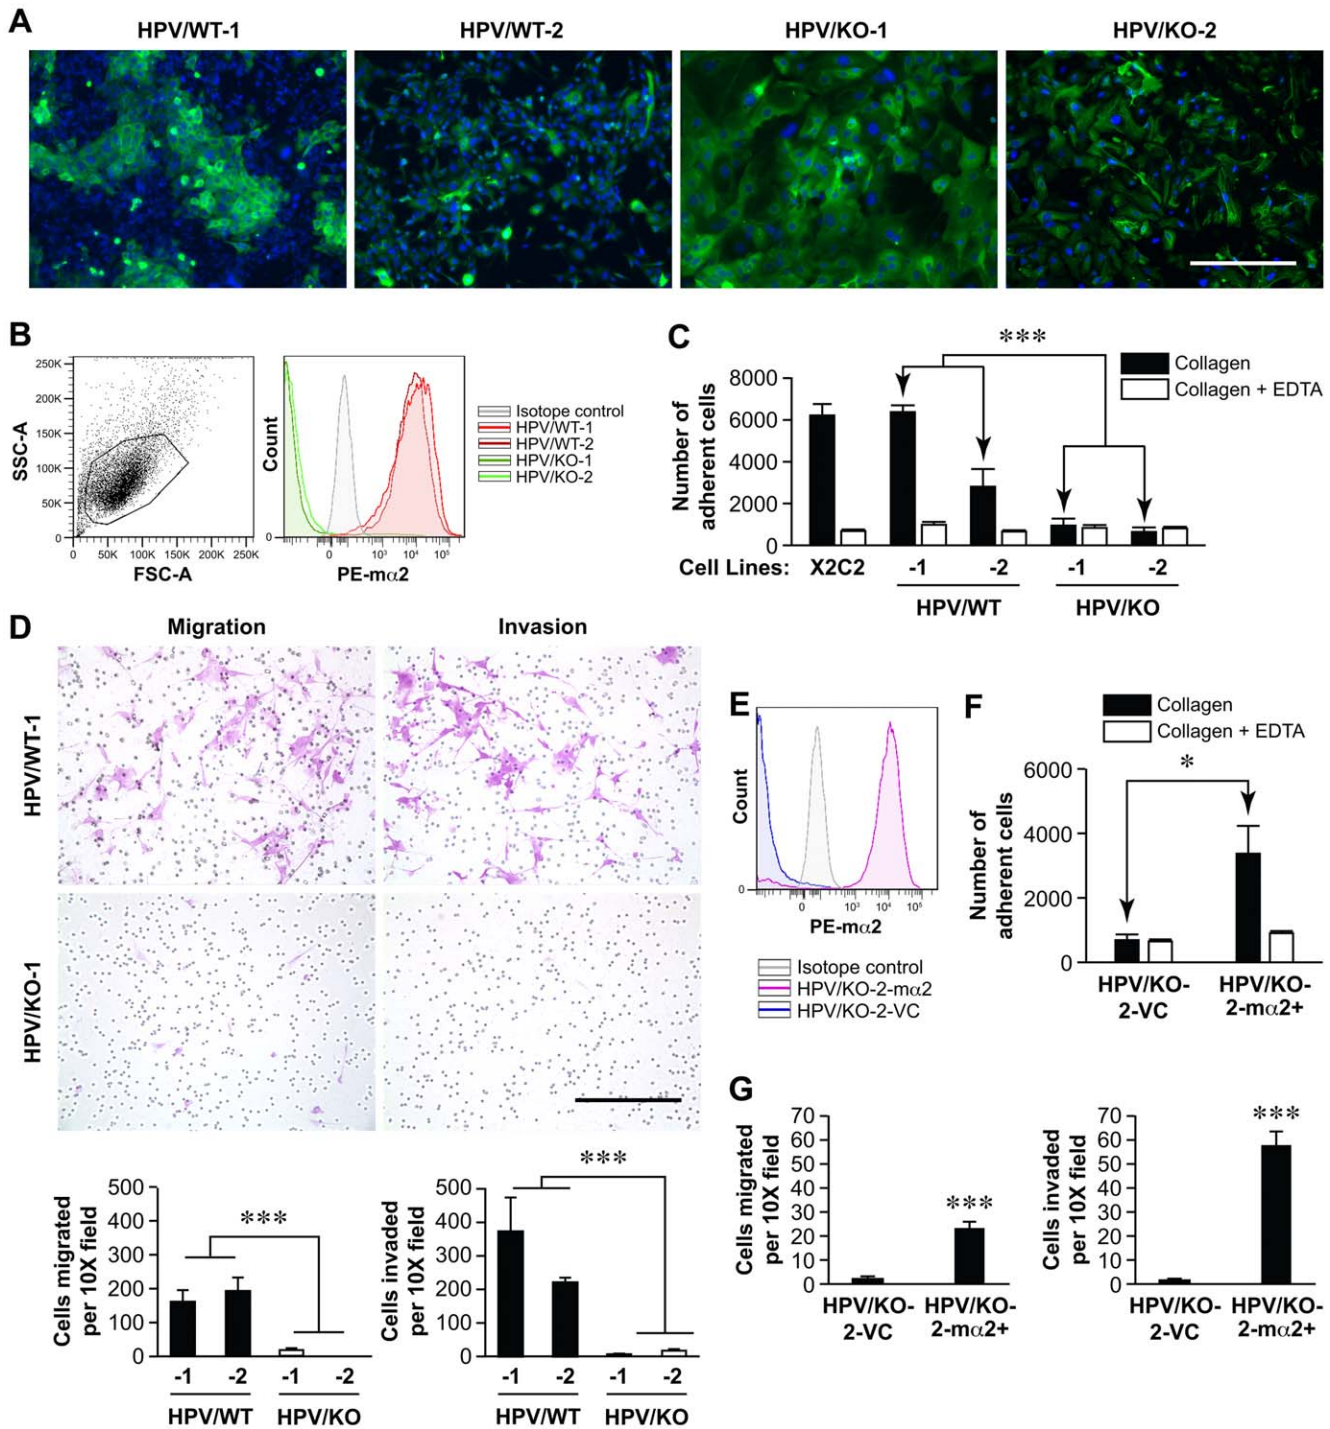 A
HPV/WT-1 HPV/WT-2 HPV/KO-1 HPV/KO-2
B
250K
200K
150K
100K
50K
0
SSC-A
0 50K 100K 150K 200K 250K
FSC-A
Count
0
0 10³ 10⁴ 10⁵
PE-mα2
Isotope control
HPV/WT-1
HPV/WT-2
HPV/KO-1
HPV/KO-2
C
***
Collagen
Collagen + EDTA
Number of
adherent cells
8000
6000
4000
2000
0
Cell Lines: X2C2 -1 -2 -1 -2
HPV/WT HPV/KO
D
Migration Invasion
HPV/WT-1
HPV/KO-1
Cells migrated
per 10X field
500
400
300
200
100
0
***
-1 -2 -1 -2
HPV/WT HPV/KO
Cells invaded
per 10X field
500
400
300
200
100
0
***
-1 -2 -1 -2
HPV/WT HPV/KO
E
Count
0
0 10³ 10⁴ 10⁵
PE-mα2
Isotope control
HPV/KO-2-mα2
HPV/KO-2-VC
F
Collagen
Collagen + EDTA
*
Number of
adherent cells
6000
4000
2000
0
HPV/KO- HPV/KO-
2-VC 2-mα2+
G
Cells migrated
per 10X field
70
60
50
40
30
20
10
0
***
HPV/KO- HPV/KO-
2-VC 2-mα2+
Cells invaded
per 10X field
70
60
50
40
30
20
10
0
***
HPV/KO- HPV/KO-
2-VC 2-mα2+